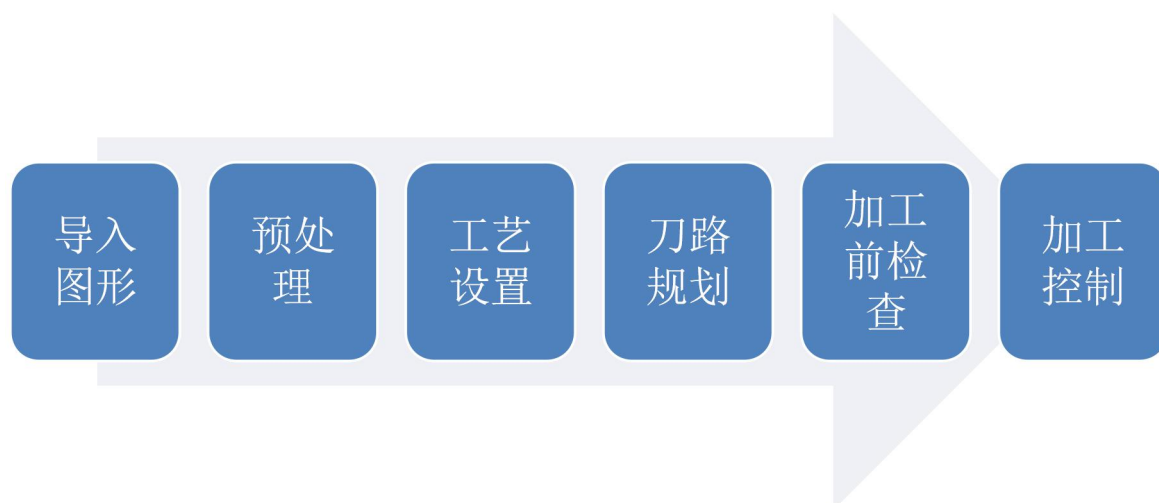 导入
图形
预处
理
工艺
设置
刀路
规划
加工
前检
查
加工
控制